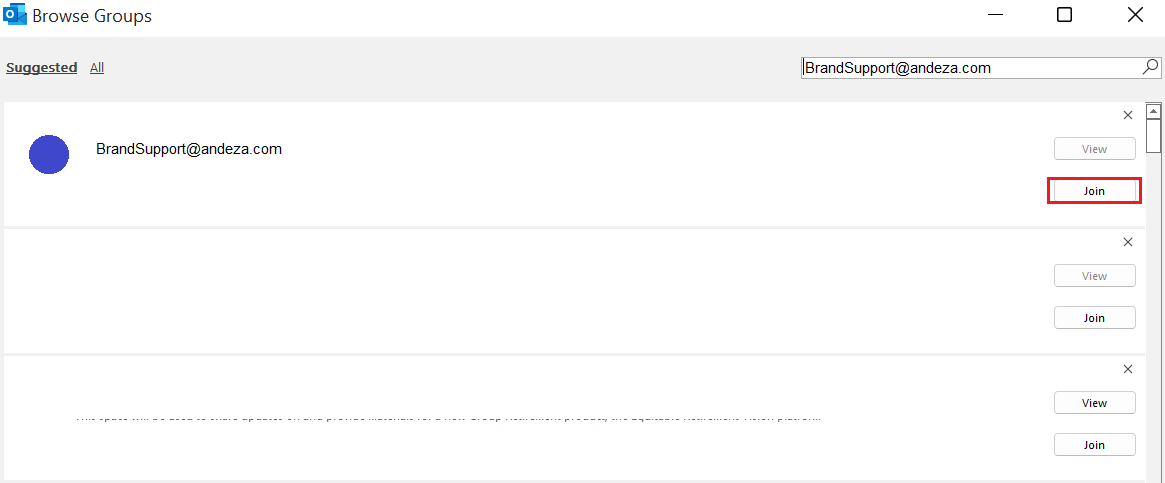 Browse Groups
Suggested All
BrandSupport@andeza.com
BrandSupport@andeza.com
View
Join
View
Join
View
Join